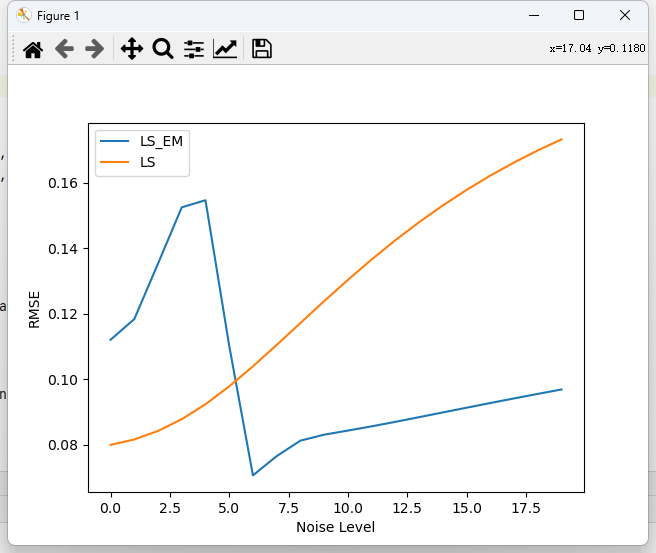 Figure 1
x=17.04 y=0.1180
,
,
a
n
LS_EM
LS
0.16
0.14
0.12
0.10
0.08
RMSE
0.0 2.5 5.0 7.5 10.0 12.5 15.0 17.5
Noise Level